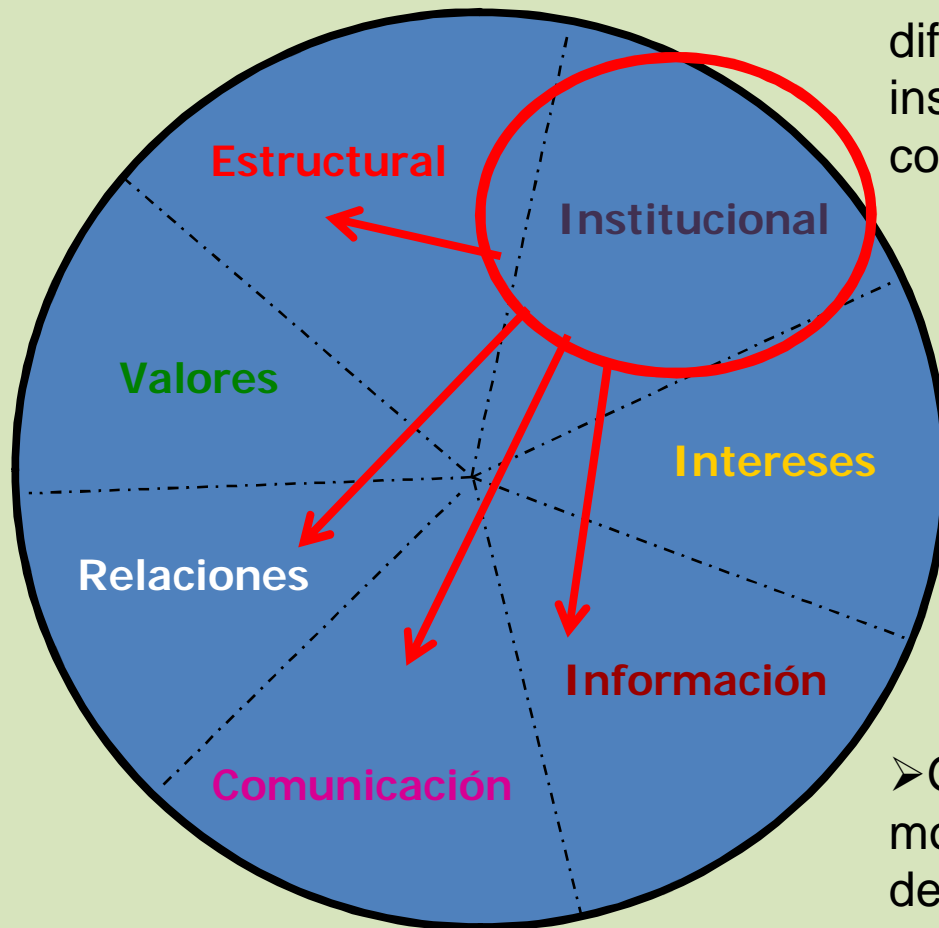 Estructural
Institucional
Valores
Intereses
Relaciones
Información
Comunicación